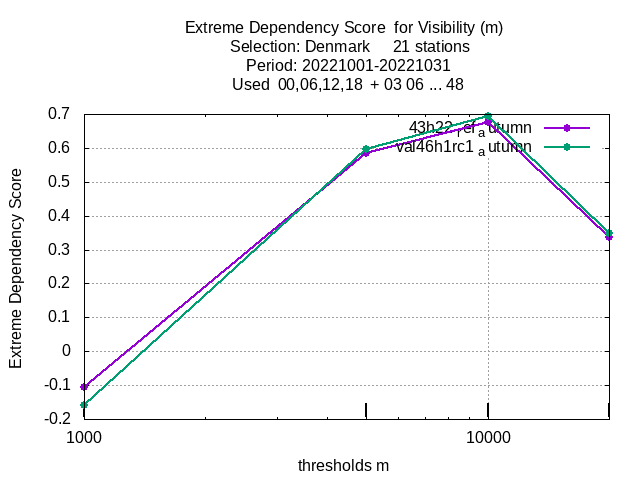 Extreme Dependency Score for Visibility (m)
Selection: Denmark 21 stations
Period: 20221001-20221031
Used 00,06,12,18 + 03 06 ... 48
0.7
43h22_ref_autumn
val46h1rc1_autumn
0.6
0.5
0.4
0.3
0.2
0.1
0
-0.1
-0.2
Extreme Dependency Score
1000
10000
thresholds m